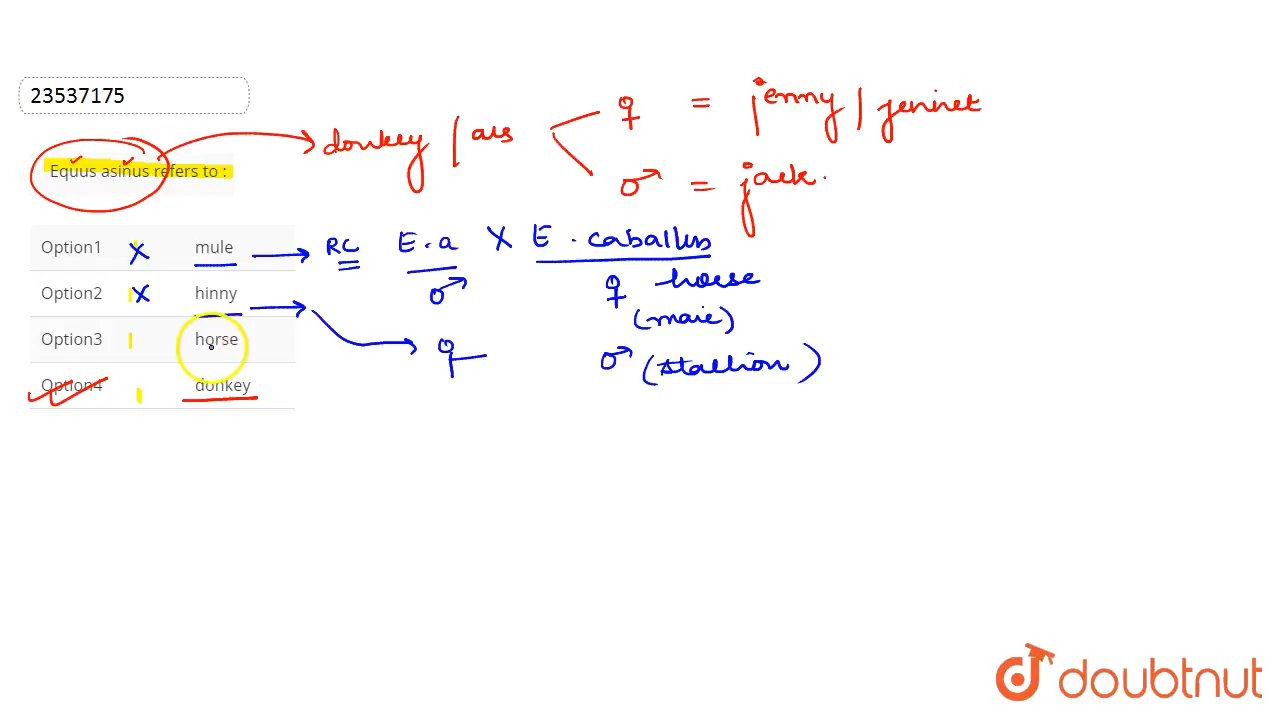 23537175
donkey / ass ♀ = jenny / jennet
♂ = jack.
Equus asinus refers to :
Option1 X mule → RC E.a X E. caballus
♂ ♀ horse
(mare)
Option2 X hinny → ♀ ♂ (stallion)
Option3 horse
Option4 donkey
doubtnut